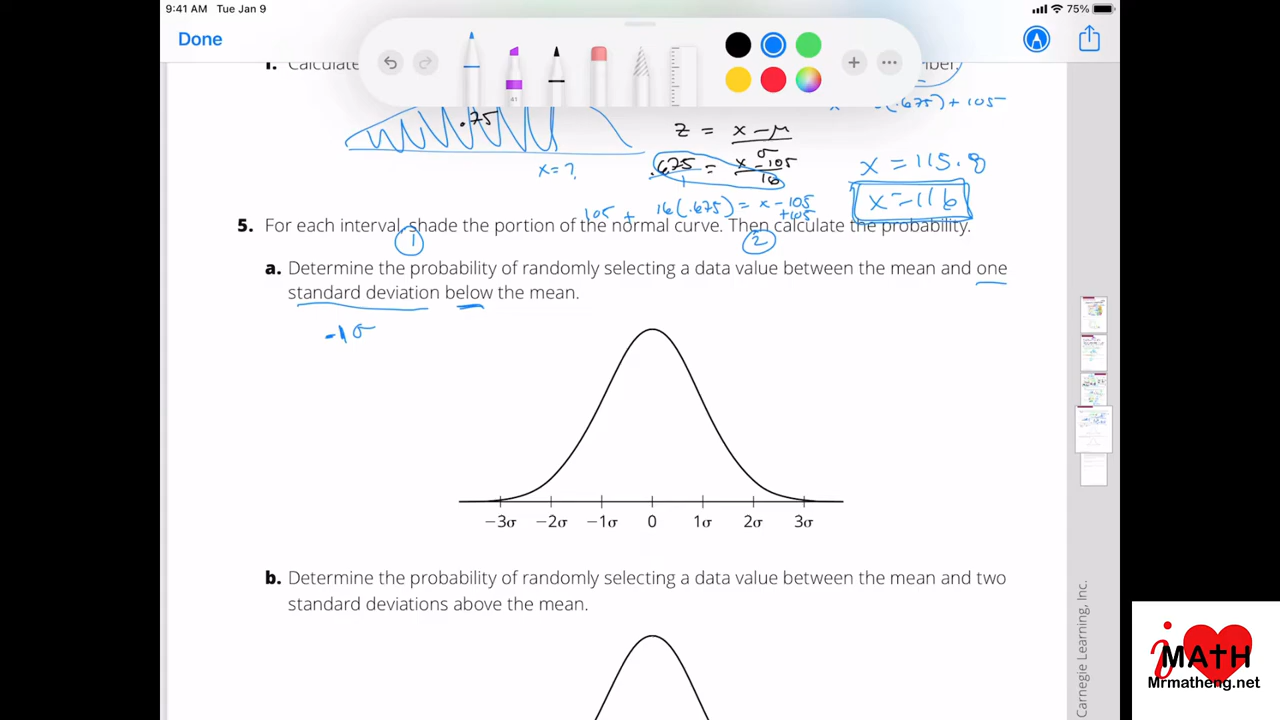 9:41 AM Tue Jan 9
75%
Done
41
1. Calculate
.75
x = ?
z = x − μ
σ
.675 = x − 105
1 16
105 + 16(.675) = x − 105
+105
(.675) + 105
x = 115.8
x = 116
5. For each interval, shade the portion of the normal curve. Then calculate the probability.
1 2
a. Determine the probability of randomly selecting a data value between the mean and one
standard deviation below the mean.
-1σ
−3σ −2σ −1σ 0 1σ 2σ 3σ
b. Determine the probability of randomly selecting a data value between the mean and two
standard deviations above the mean.
Carnegie Learning, Inc.
i
MATH
Mrmatheng.net